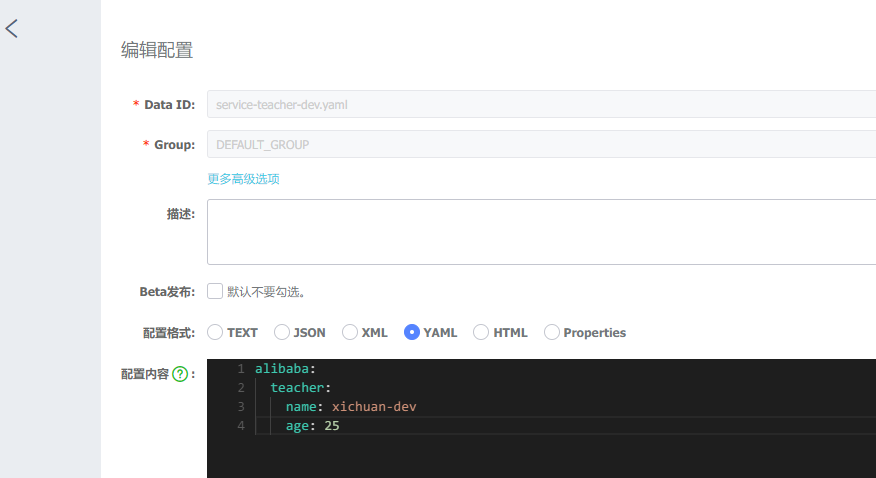 编辑配置
* Data ID: service-teacher-dev.yaml
* Group: DEFAULT_GROUP
更多高级选项
描述:
Beta发布: 默认不要勾选。
配置格式: TEXT JSON XML YAML HTML Properties
配置内容 ? :
1 alibaba:
2 teacher:
3 name: xichuan-dev
4 age: 25